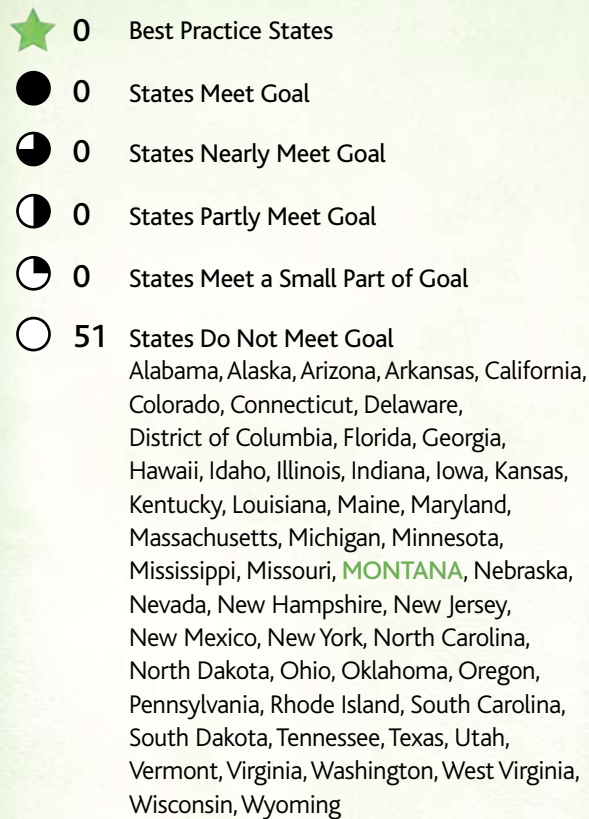 0 Best Practice States
0 States Meet Goal
0 States Nearly Meet Goal
0 States Partly Meet Goal
0 States Meet a Small Part of Goal
51 States Do Not Meet Goal
Alabama, Alaska, Arizona, Arkansas, California,
Colorado, Connecticut, Delaware,
District of Columbia, Florida, Georgia,
Hawaii, Idaho, Illinois, Indiana, Iowa, Kansas,
Kentucky, Louisiana, Maine, Maryland,
Massachusetts, Michigan, Minnesota,
Mississippi, Missouri, MONTANA, Nebraska,
Nevada, New Hampshire, New Jersey,
New Mexico, New York, North Carolina,
North Dakota, Ohio, Oklahoma, Oregon,
Pennsylvania, Rhode Island, South Carolina,
South Dakota, Tennessee, Texas, Utah,
Vermont, Virginia, Washington, West Virginia,
Wisconsin, Wyoming